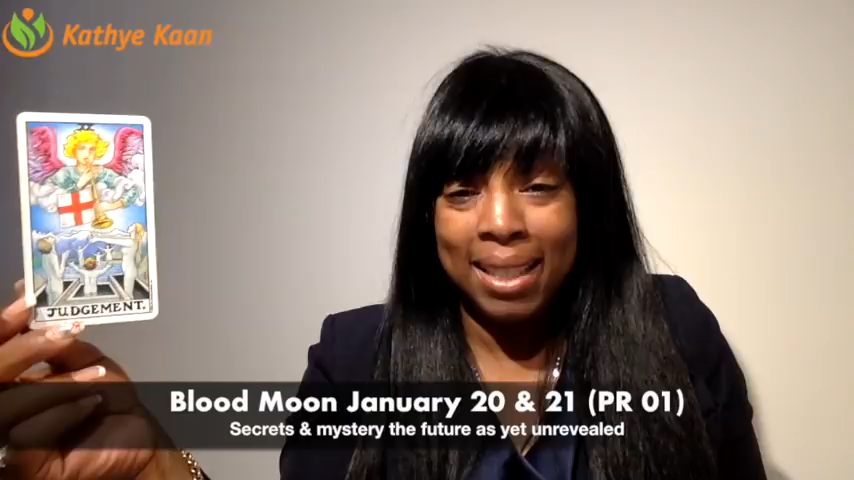 Kathye Kaan
JUDGEMENT.
Blood Moon January 20 & 21 (PR 01)
Secrets & mystery the future as yet unrevealed